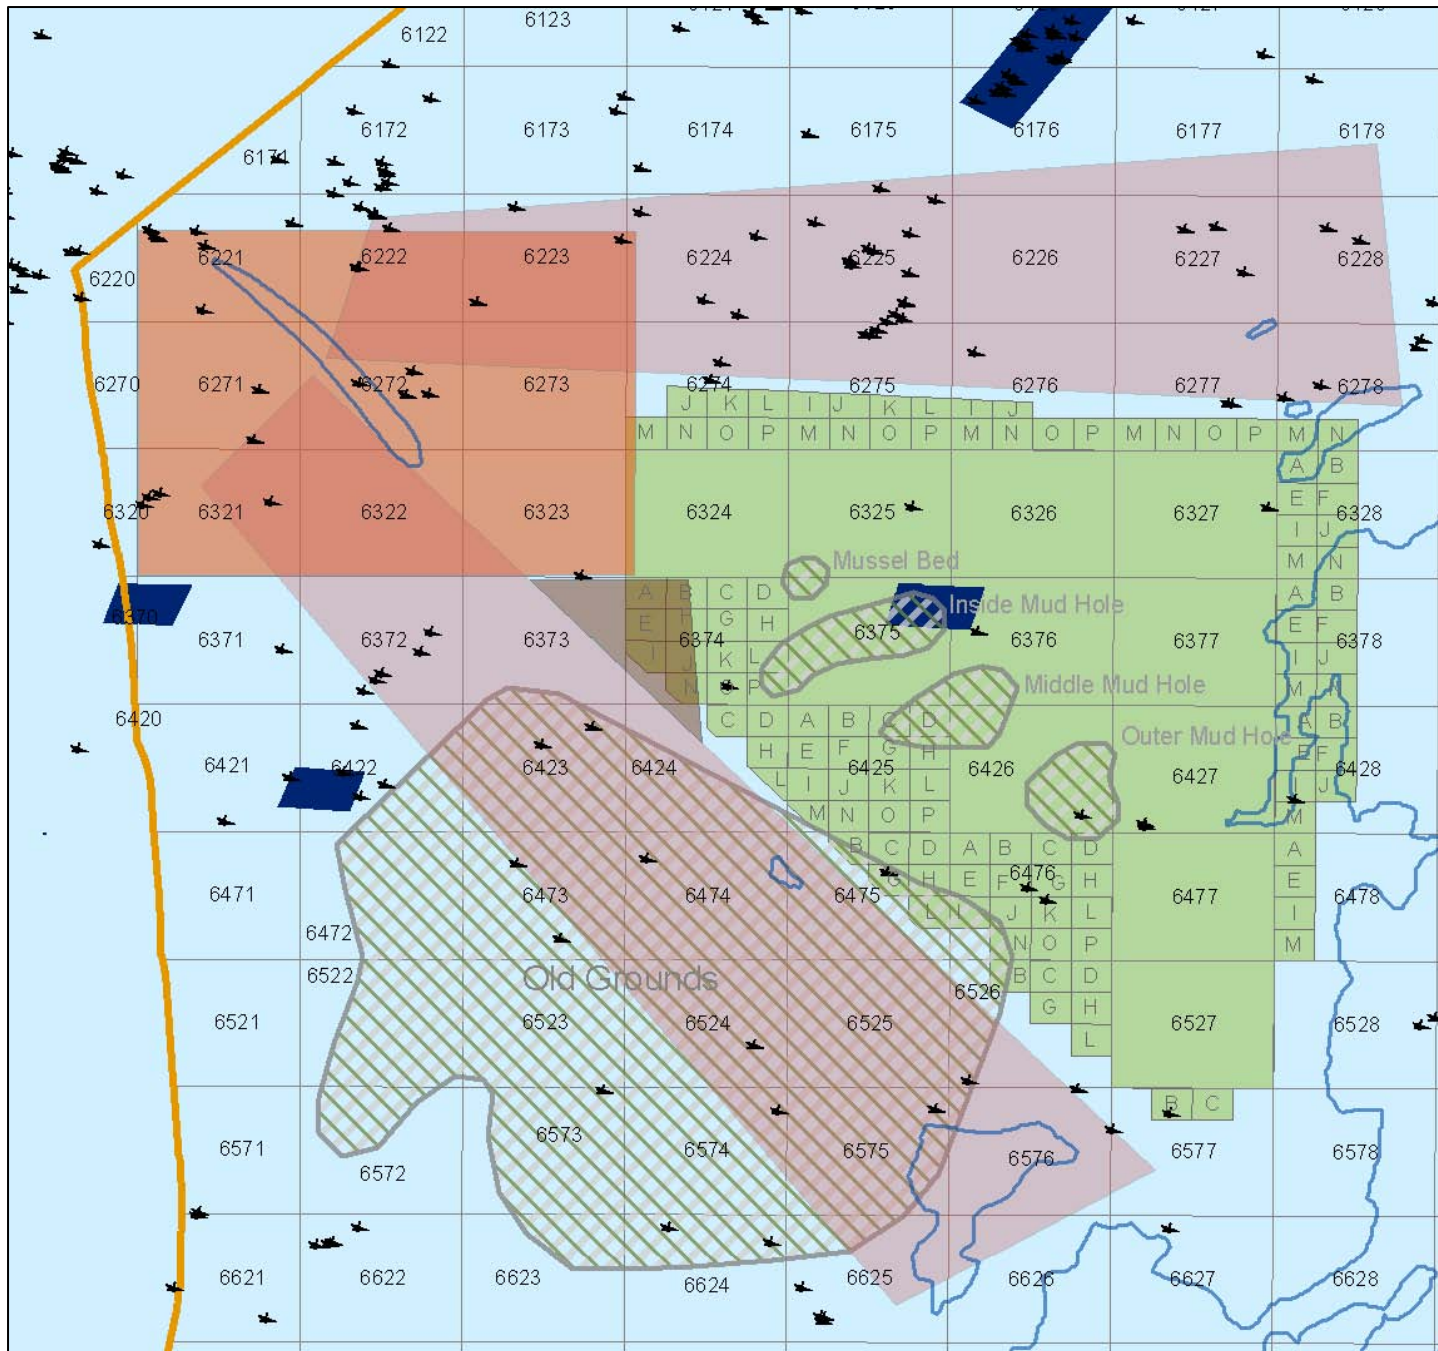 6123
6122
6172 6173 6174 6175 6176 6177 6178
6171
6221 6222 6223 6224 6225 6226 6227 6228
6220
6270 6271 6272 6273 6274 6275 6276 6277 6278
J K L I J K L I J
M N O P M N O P M N O P M N O P M N
A B
6320 6321 6322 6323 6324 6325 6326 6327 6328
E F
I J
M N
Mussel Bed
A B C D A B
Inside Mud Hole
6370 6371 6372 6373 6374 6375 6376 6377 6378
E H G H E F
I J K L I J
N O P M N
Middle Mud Hole
6420
C D A B C D A B
Outer Mud Hole
6421 6422 6423 6424 6425 6426 6427 6428
H E F G H E F
L I J K L J
M N O P M
B C D A B C D A
6471 6473 6474 6475 6476 6477 6478
G H E F G H E
6472
L I J K L I
N O P M
6522 Old Grounds 6526
B C D
G H
6521 6523 6524 6525 6527 6528
L
B C
6571 6573 6574 6575 6576 6577 6578
6572
6621 6622 6623 6624 6625 6626 6627 6628